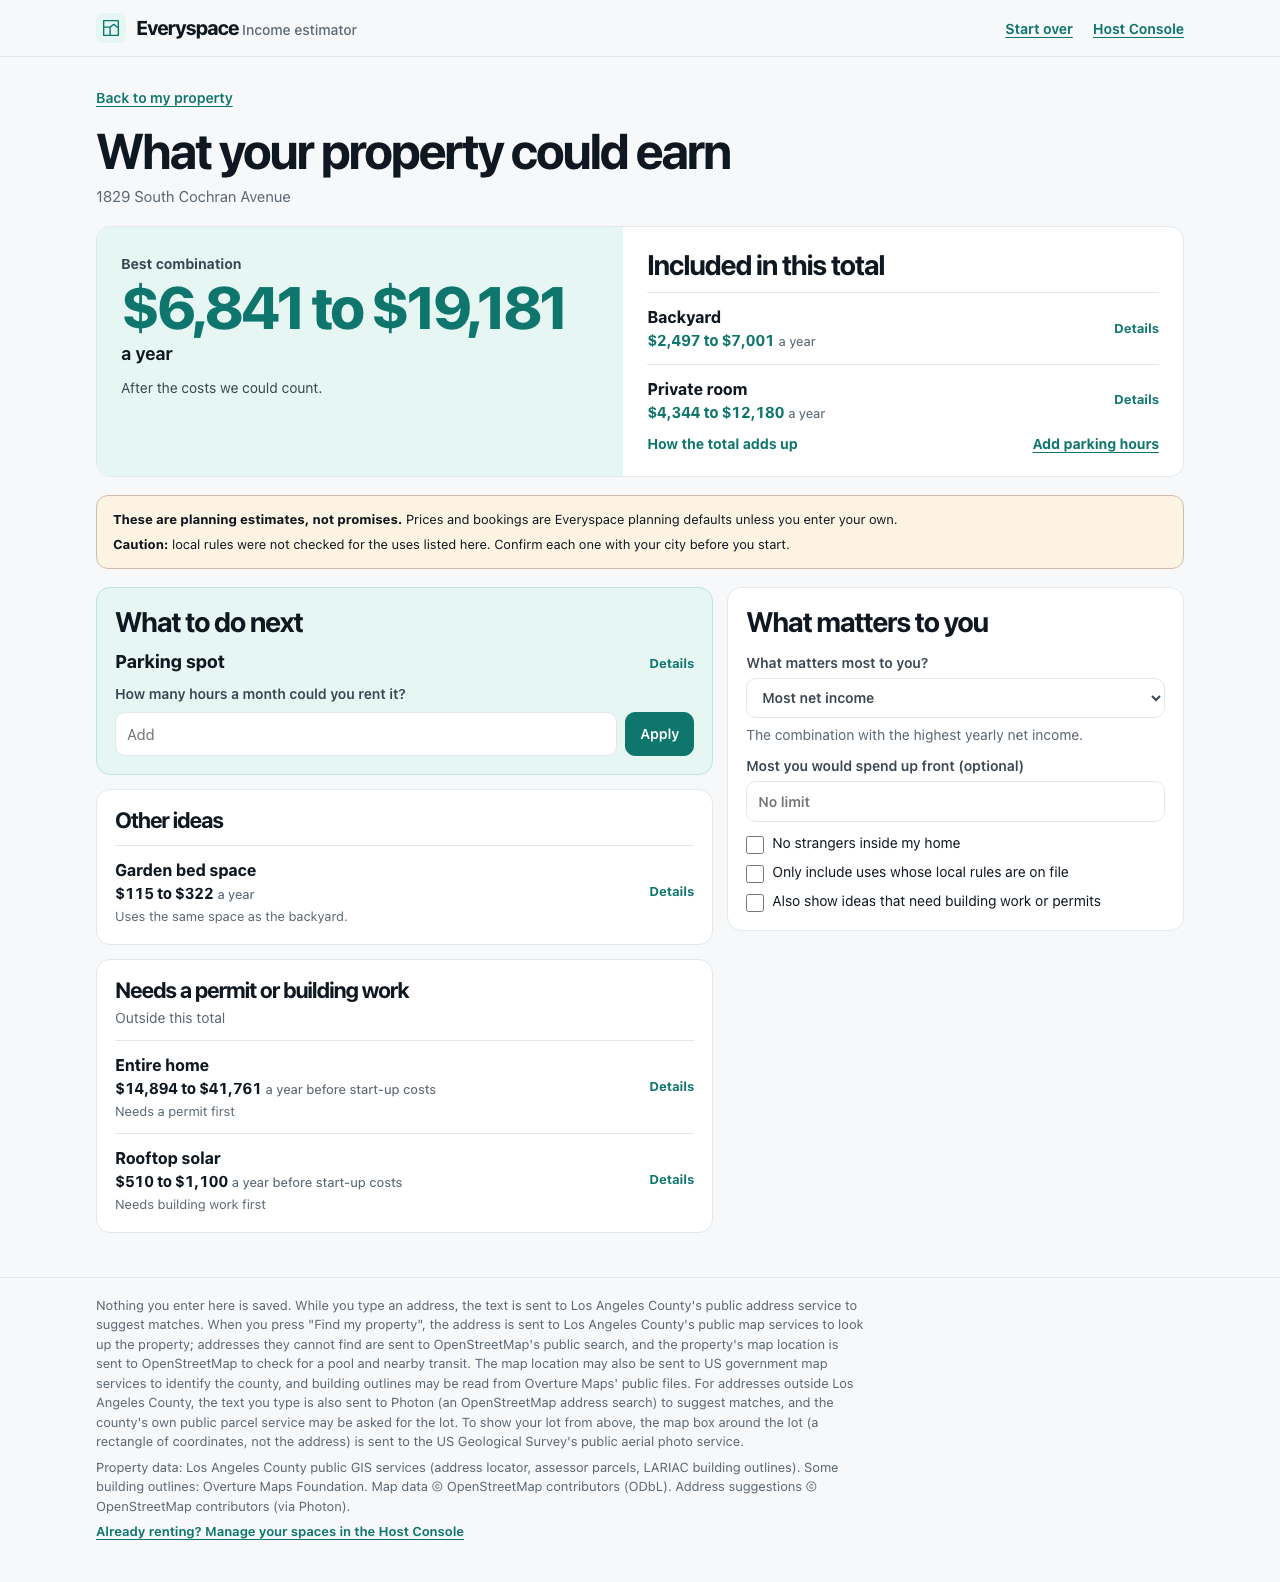 Everyspace Income estimator
Start over
Host Console
Back to my property
What your property could earn
1829 South Cochran Avenue
Best combination
$6,841 to $19,181
a year
After the costs we could count.
Included in this total
Backyard
$2,497 to $7,001 a year
Details
Private room
$4,344 to $12,180 a year
Details
How the total adds up
Add parking hours
These are planning estimates, not promises. Prices and bookings are Everyspace planning defaults unless you enter your own.
Caution: local rules were not checked for the uses listed here. Confirm each one with your city before you start.
What to do next
Parking spot
Details
How many hours a month could you rent it?
Add
Apply
Other ideas
Garden bed space
$115 to $322 a year
Details
Uses the same space as the backyard.
Needs a permit or building work
Outside this total
Entire home
$14,894 to $41,761 a year before start-up costs
Details
Needs a permit first
Rooftop solar
$510 to $1,100 a year before start-up costs
Details
Needs building work first
What matters to you
What matters most to you?
Most net income
The combination with the highest yearly net income.
Most you would spend up front (optional)
No limit
No strangers inside my home
Only include uses whose local rules are on file
Also show ideas that need building work or permits
Nothing you enter here is saved. While you type an address, the text is sent to Los Angeles County's public address service to
suggest matches. When you press "Find my property", the address is sent to Los Angeles County's public map services to look
up the property; addresses they cannot find are sent to OpenStreetMap's public search, and the property's map location is
sent to OpenStreetMap to check for a pool and nearby transit. The map location may also be sent to US government map
services to identify the county, and building outlines may be read from Overture Maps' public files. For addresses outside Los
Angeles County, the text you type is also sent to Photon (an OpenStreetMap address search) to suggest matches, and the
county's own public parcel service may be asked for the lot. To show your lot from above, the map box around the lot (a
rectangle of coordinates, not the address) is sent to the US Geological Survey's public aerial photo service.
Property data: Los Angeles County public GIS services (address locator, assessor parcels, LARIAC building outlines). Some
building outlines: Overture Maps Foundation. Map data © OpenStreetMap contributors (ODbL). Address suggestions ©
OpenStreetMap contributors (via Photon).
Already renting? Manage your spaces in the Host Console